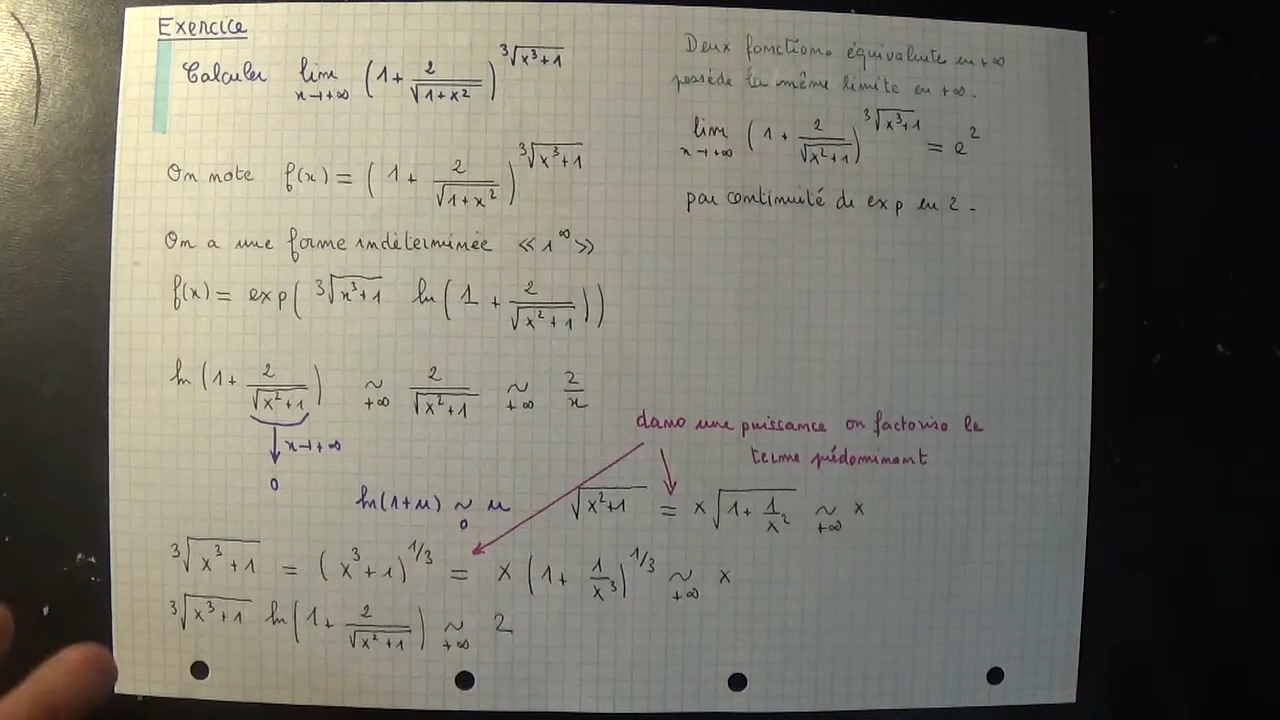 Exercice
Calculer lim x→+∞ (1 + 2/√(1+x²))^∛(x³+1)
On note f(x) = (1 + 2/√(1+x²))^∛(x³+1)
On a une forme indéterminée «1^∞»
f(x) = exp(∛(x³+1) ln(1 + 2/√(x²+1)))
ln(1 + 2/√(x²+1)) ~ +∞ 2/√(x²+1) ~ +∞ 2/x
x→+∞
0
ln(1+u) ~ 0 u
dans une puissance on factorise le
terme prédominant
√(x²+1) = x√(1 + 1/x²) ~ +∞ x
∛(x³+1) = (x³+1)^1/3 = x(1 + 1/x³)^1/3 ~ +∞ x
∛(x³+1) ln(1 + 2/√(x²+1)) ~ +∞ 2
Deux fonctions équivalente en +∞
possède la même limite en +∞.
lim x→+∞ (1 + 2/√(x²+1))^∛(x³+1) = e²
par continuité de exp en 2.